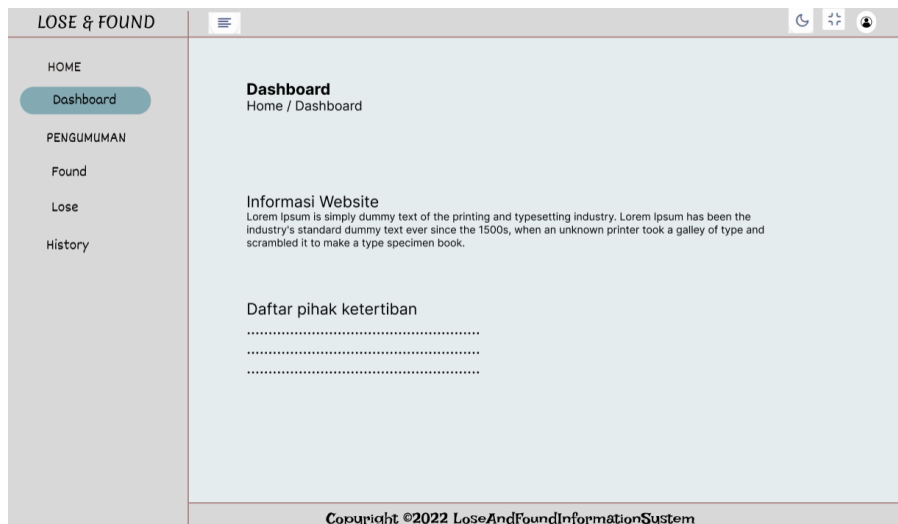 LOSE & FOUND
HOME
Dashboard
PENGUMUMAN
Found
Lose
History
Dashboard
Home / Dashboard
Informasi Website
Lorem Ipsum is simply dummy text of the printing and typesetting industry. Lorem Ipsum has been the
industry's standard dummy text ever since the 1500s, when an unknown printer took a galley of type and
scrambled it to make a type specimen book.
Daftar pihak ketertiban
......................................................
......................................................
......................................................
Copyright ©2022 LoseAndFoundInformationSystem